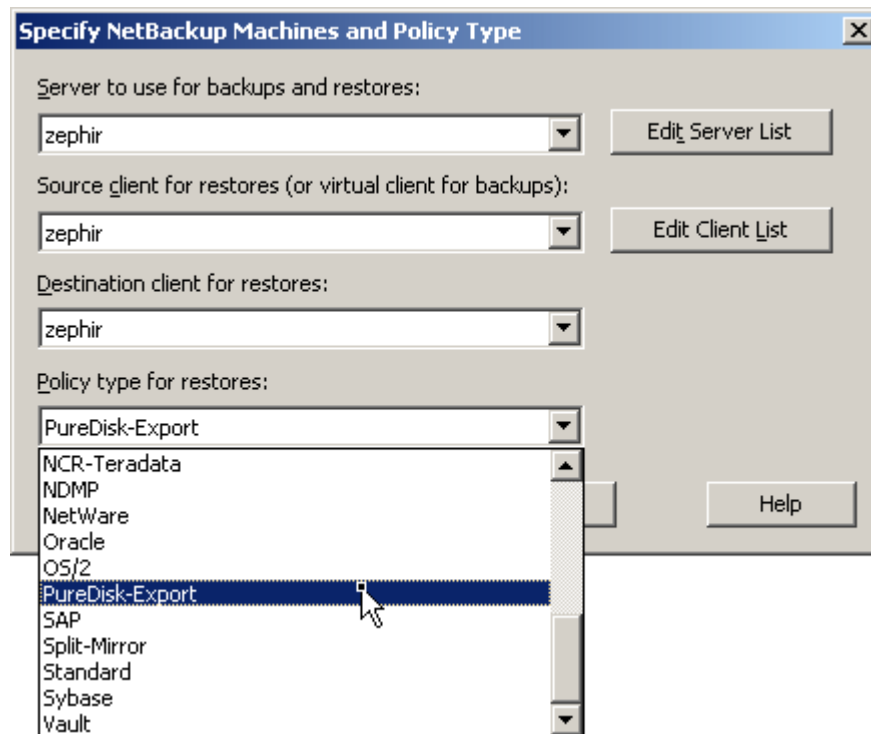 Specify NetBackup Machines and Policy Type
Server to use for backups and restores:
zephir
Edit Server List
Source client for restores (or virtual client for backups):
zephir
Edit Client List
Destination client for restores:
zephir
Policy type for restores:
PureDisk-Export
NCR-Teradata
NDMP
NetWare
Oracle
OS/2
PureDisk-Export
SAP
Split-Mirror
Standard
Sybase
Vault
Help